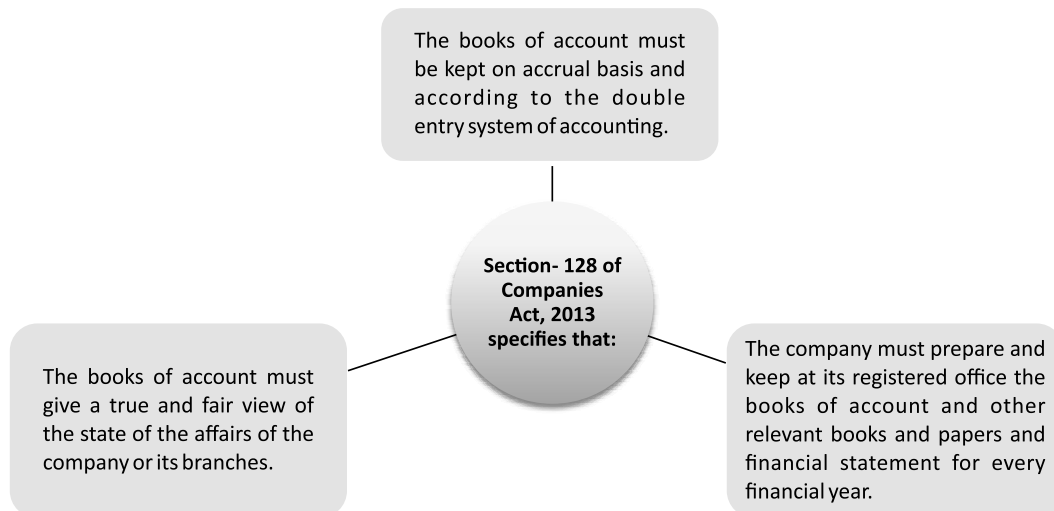 The books of account must
be kept on accrual basis and
according to the double
entry system of accounting.
Section- 128 of
Companies
Act, 2013
specifies that:
The books of account must
give a true and fair view of
the state of the affairs of the
company or its branches.
The company must prepare and
keep at its registered office the
books of account and other
relevant books and papers and
financial statement for every
financial year.